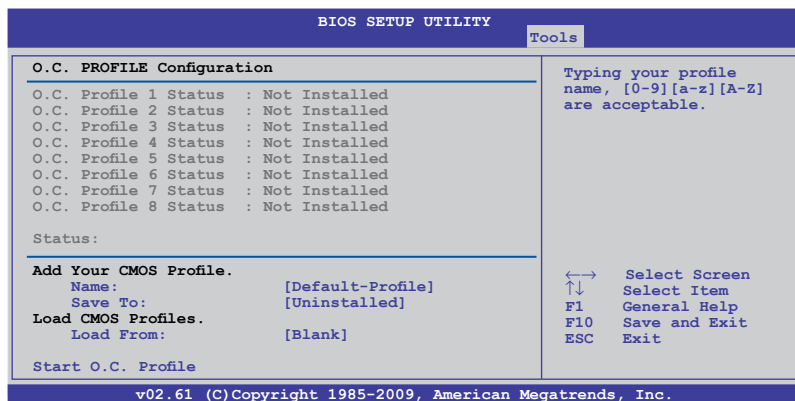 BIOS SETUP UTILITY
Tools
O.C. PROFILE Configuration
O.C. Profile 1 Status : Not Installed
O.C. Profile 2 Status : Not Installed
O.C. Profile 3 Status : Not Installed
O.C. Profile 4 Status : Not Installed
O.C. Profile 5 Status : Not Installed
O.C. Profile 6 Status : Not Installed
O.C. Profile 7 Status : Not Installed
O.C. Profile 8 Status : Not Installed
Status:
Add Your CMOS Profile.
Name: [Default-Profile]
Save To: [Uninstalled]
Load CMOS Profiles.
Load From: [Blank]
Start O.C. Profile
Typing your profile
name, [0-9][a-z][A-Z]
are acceptable.
←→ Select Screen
↑↓ Select Item
F1 General Help
F10 Save and Exit
ESC Exit
v02.61 (C)Copyright 1985-2009, American Megatrends, Inc.